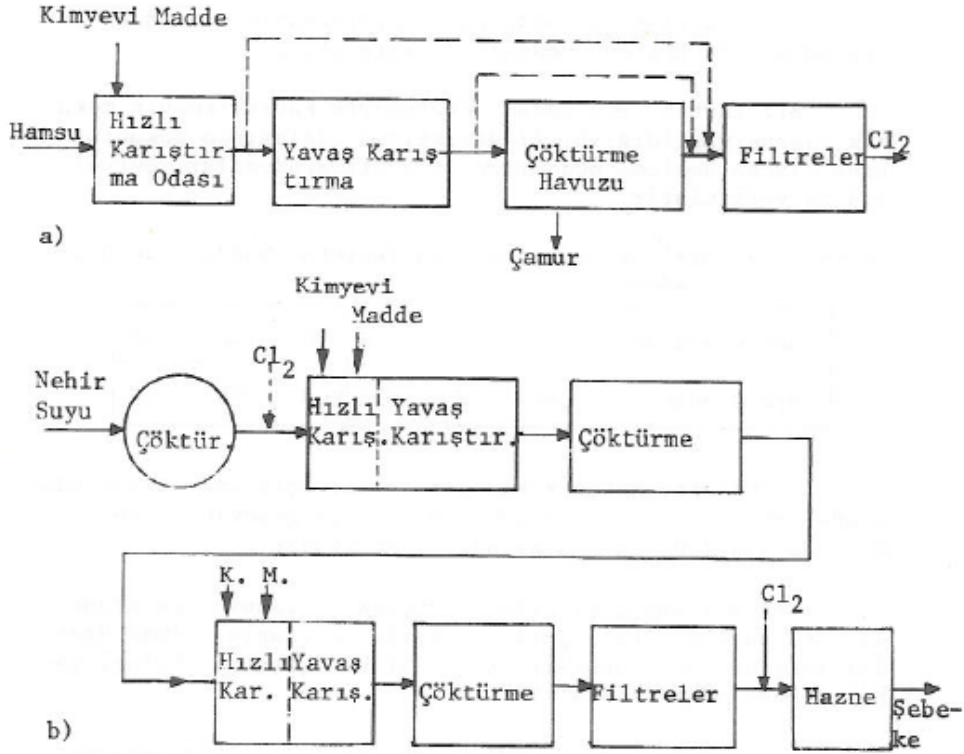 Kimyevi Madde
Hamsu
Hızlı
Karıştır
ma Odası
Yavaş Karış
tırma
Çöktürme
Havuzu
Filtreler
Cl2
Çamur
a)
Kimyevi
Madde
Cl2
Nehir
Suyu
Çöktür.
Hızlı
Karış.
Yavaş
Karıştır.
Çöktürme
K. M.
Hızlı
Kar.
Yavaş
Karış.
Çöktürme
Filtreler
Cl2
Hazne
Şebe-
ke
b)